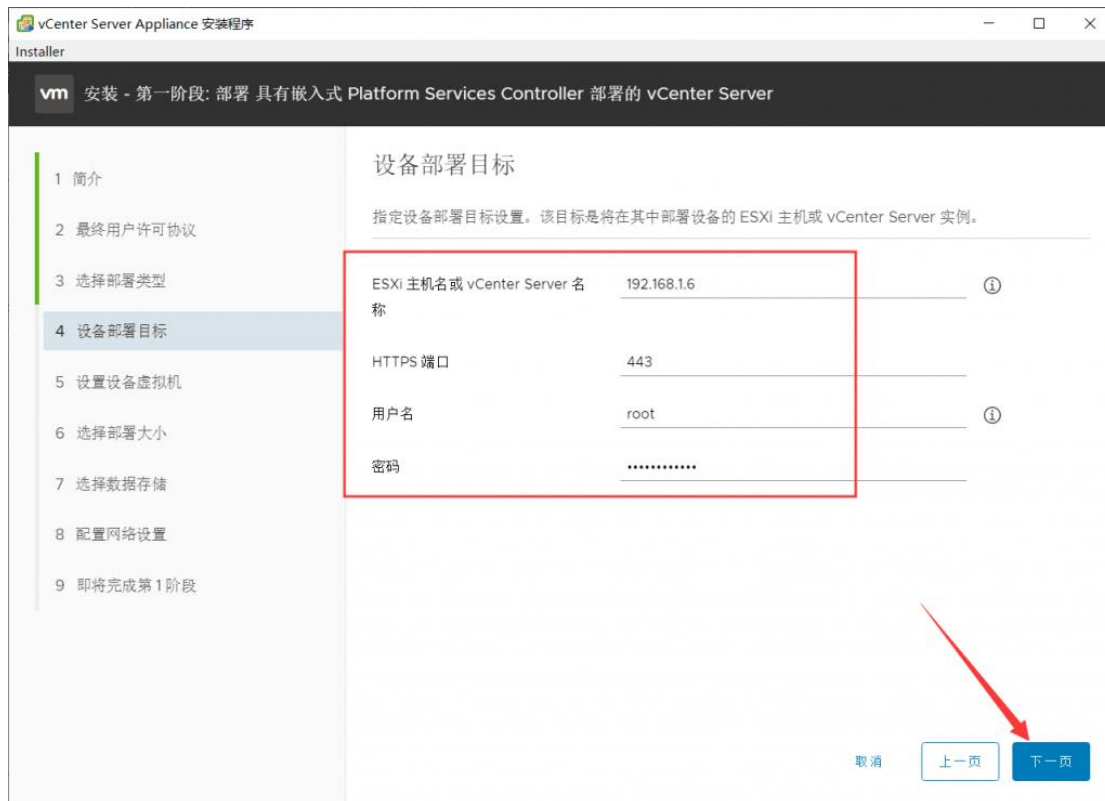 vCenter Server Appliance 安装程序
Installer
vm 安装 - 第一阶段: 部署 具有嵌入式 Platform Services Controller 部署的 vCenter Server
1 简介
2 最终用户许可协议
3 选择部署类型
4 设备部署目标
5 设置设备虚拟机
6 选择部署大小
7 选择数据存储
8 配置网络设置
9 即将完成第 1 阶段
设备部署目标
指定设备部署目标设置。该目标是将在其中部署设备的 ESXi 主机或 vCenter Server 实例。
ESXi 主机名或 vCenter Server 名
称
192.168.1.6
HTTPS 端口
443
用户名
root
密码
••••••••••••
取消
上一页
下一页